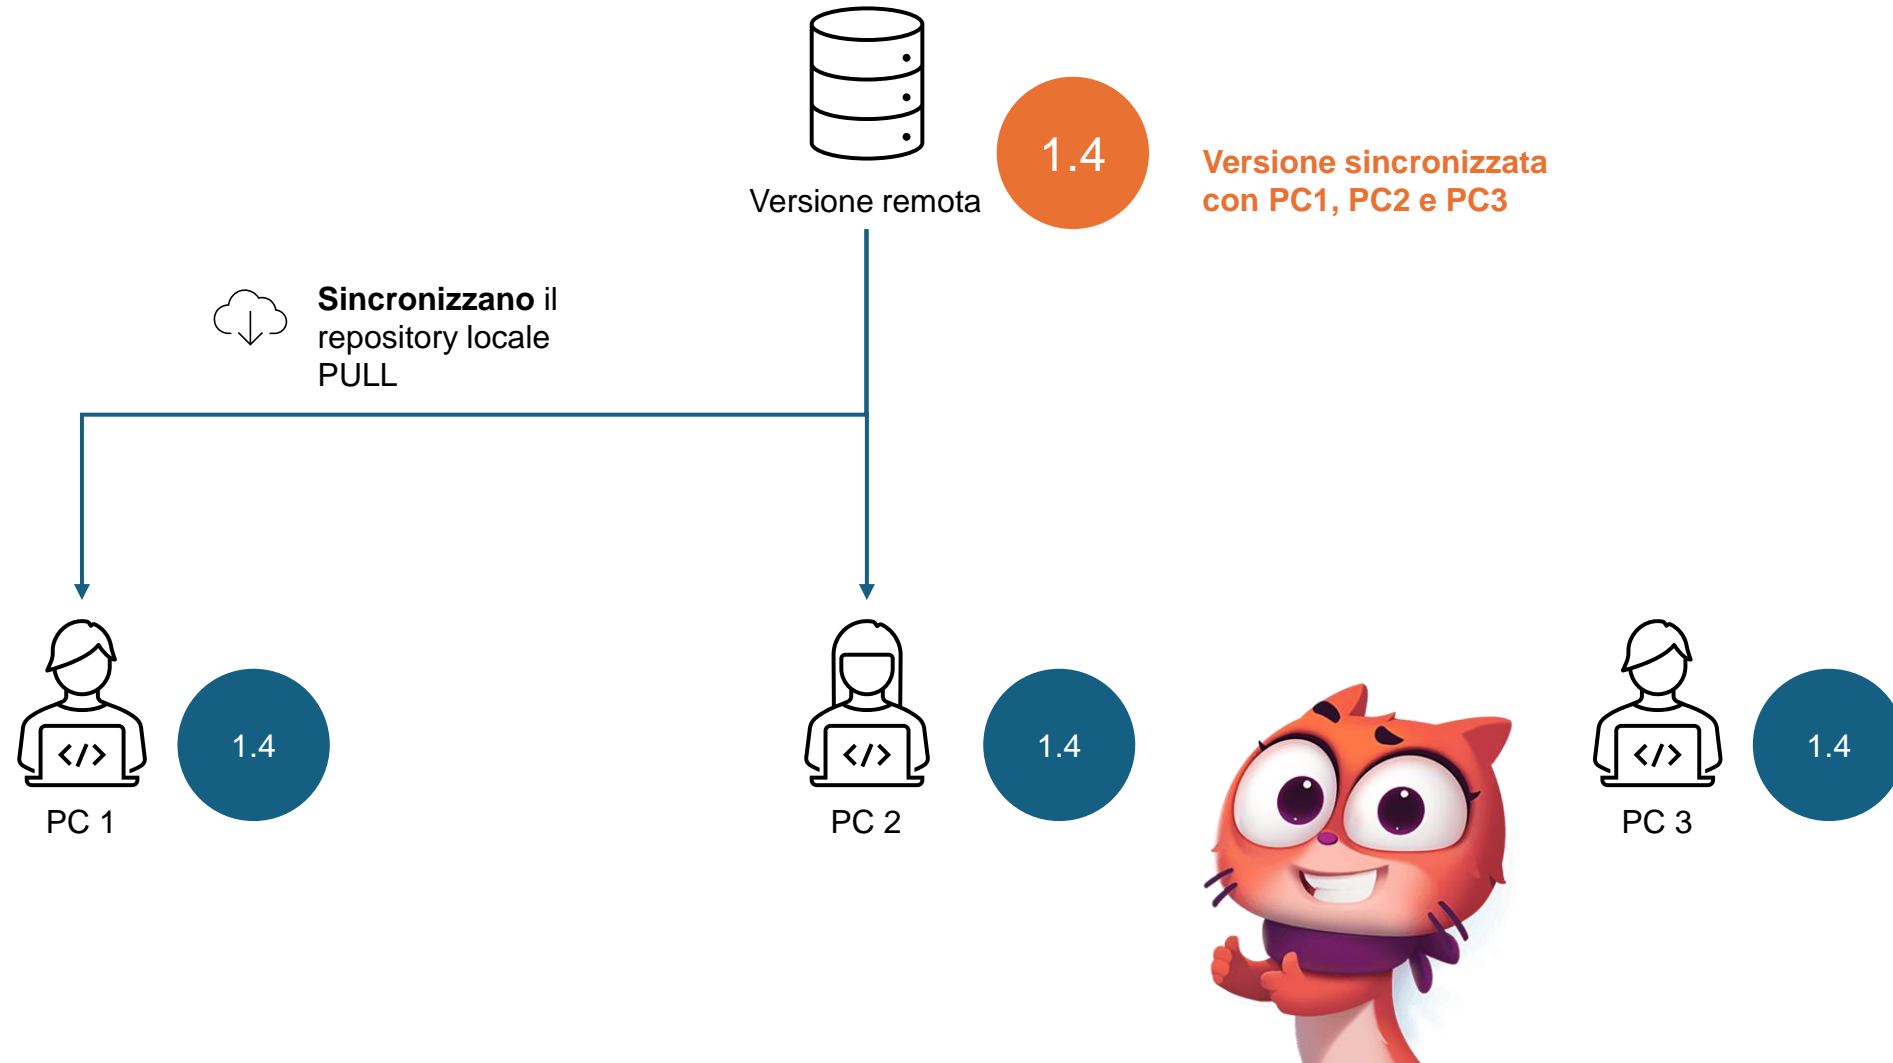 1.4
Versione sincronizzata
con PC1, PC2 e PC3
Versione remota
Sincronizzano il
repository locale
PULL
</>
1.4
PC 1
</>
1.4
PC 2
</>
1.4
PC 3